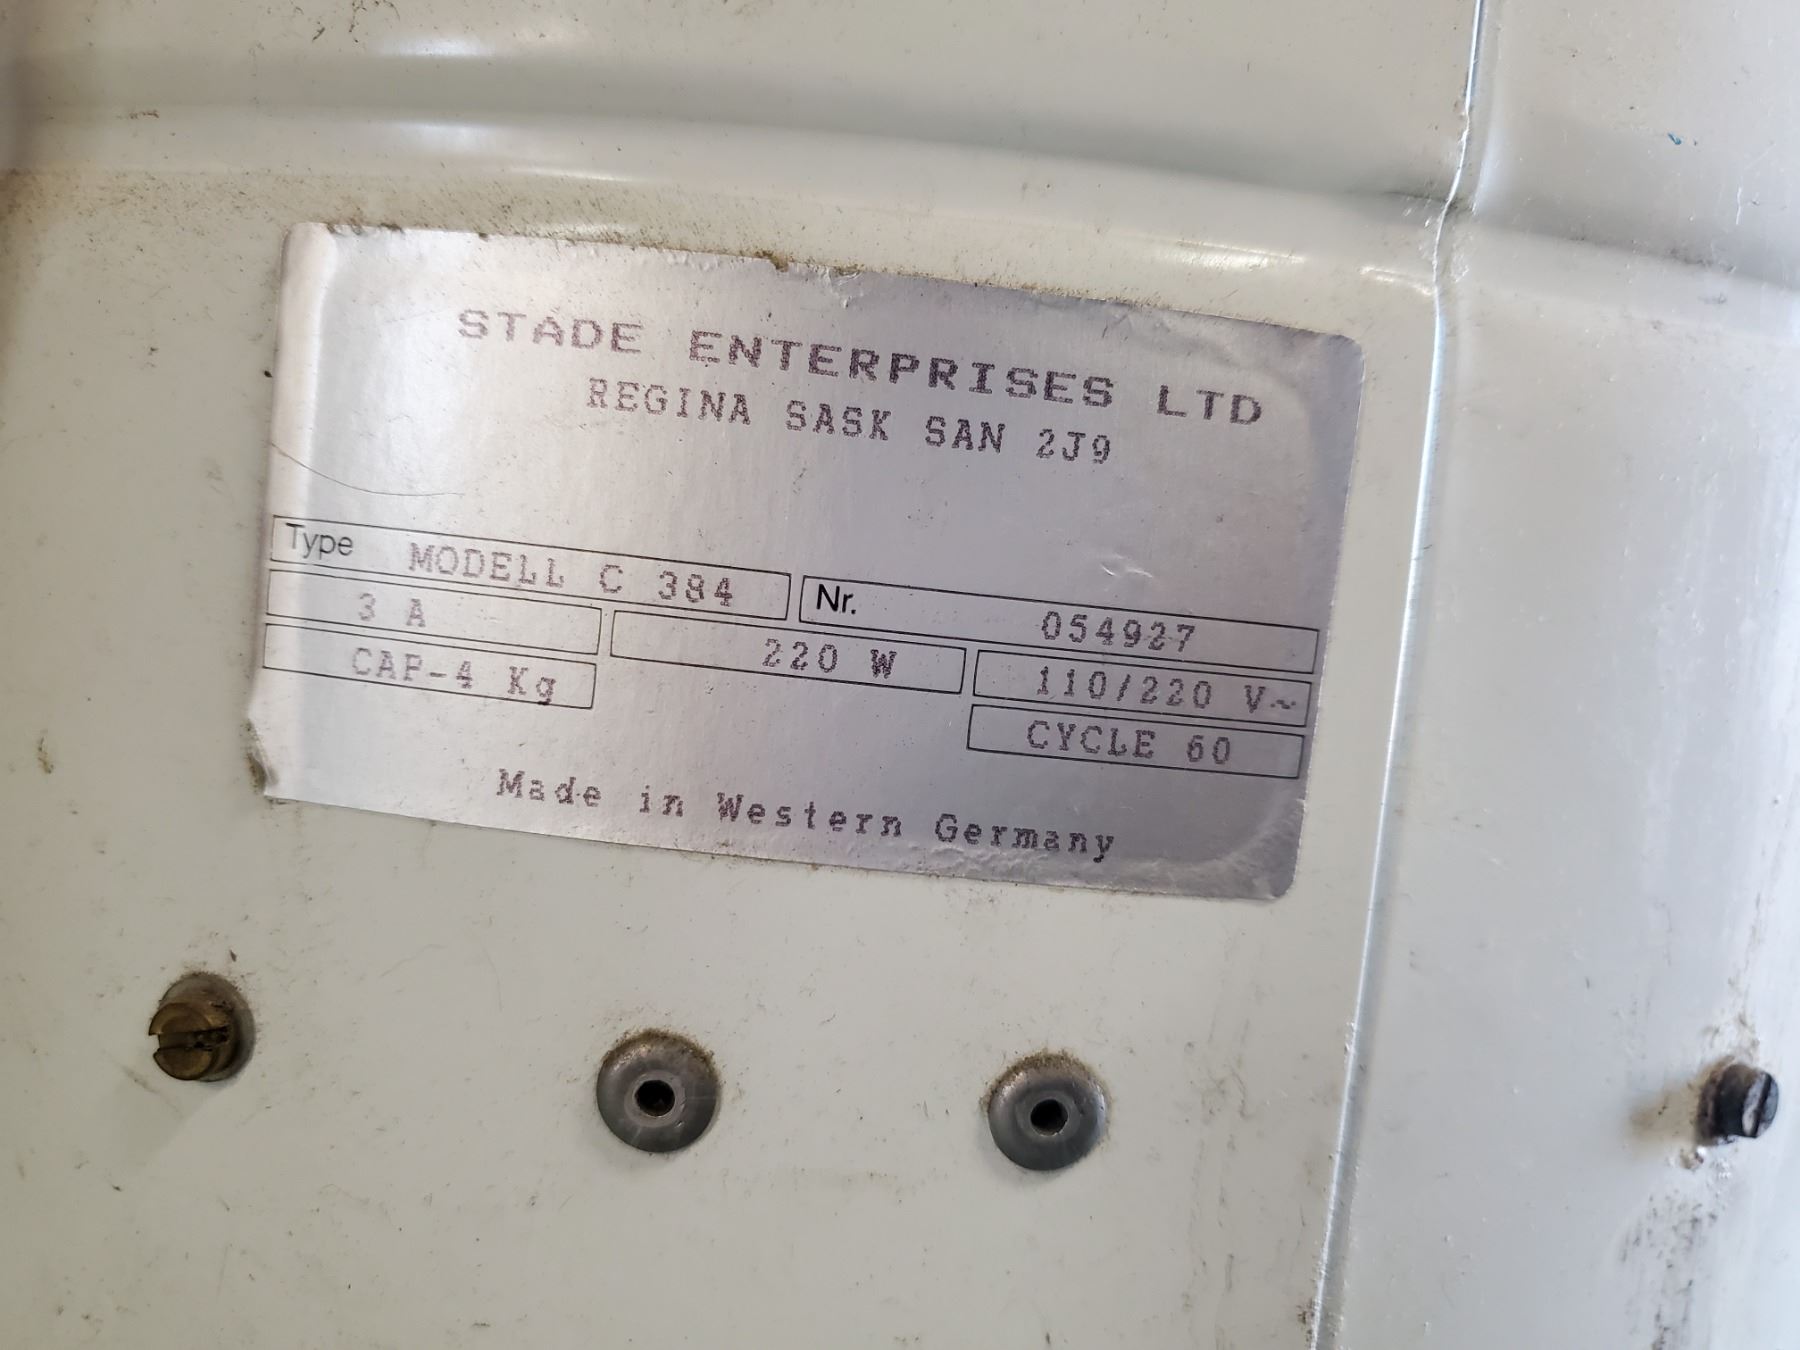 STADE ENTERPRISES LTD
REGINA SASK SAN 2J9
Type MODELL C 384 Nr. 054927
3 A 220 W 110/220 V~
CAP-4 Kg CYCLE 60
Made in Western Germany